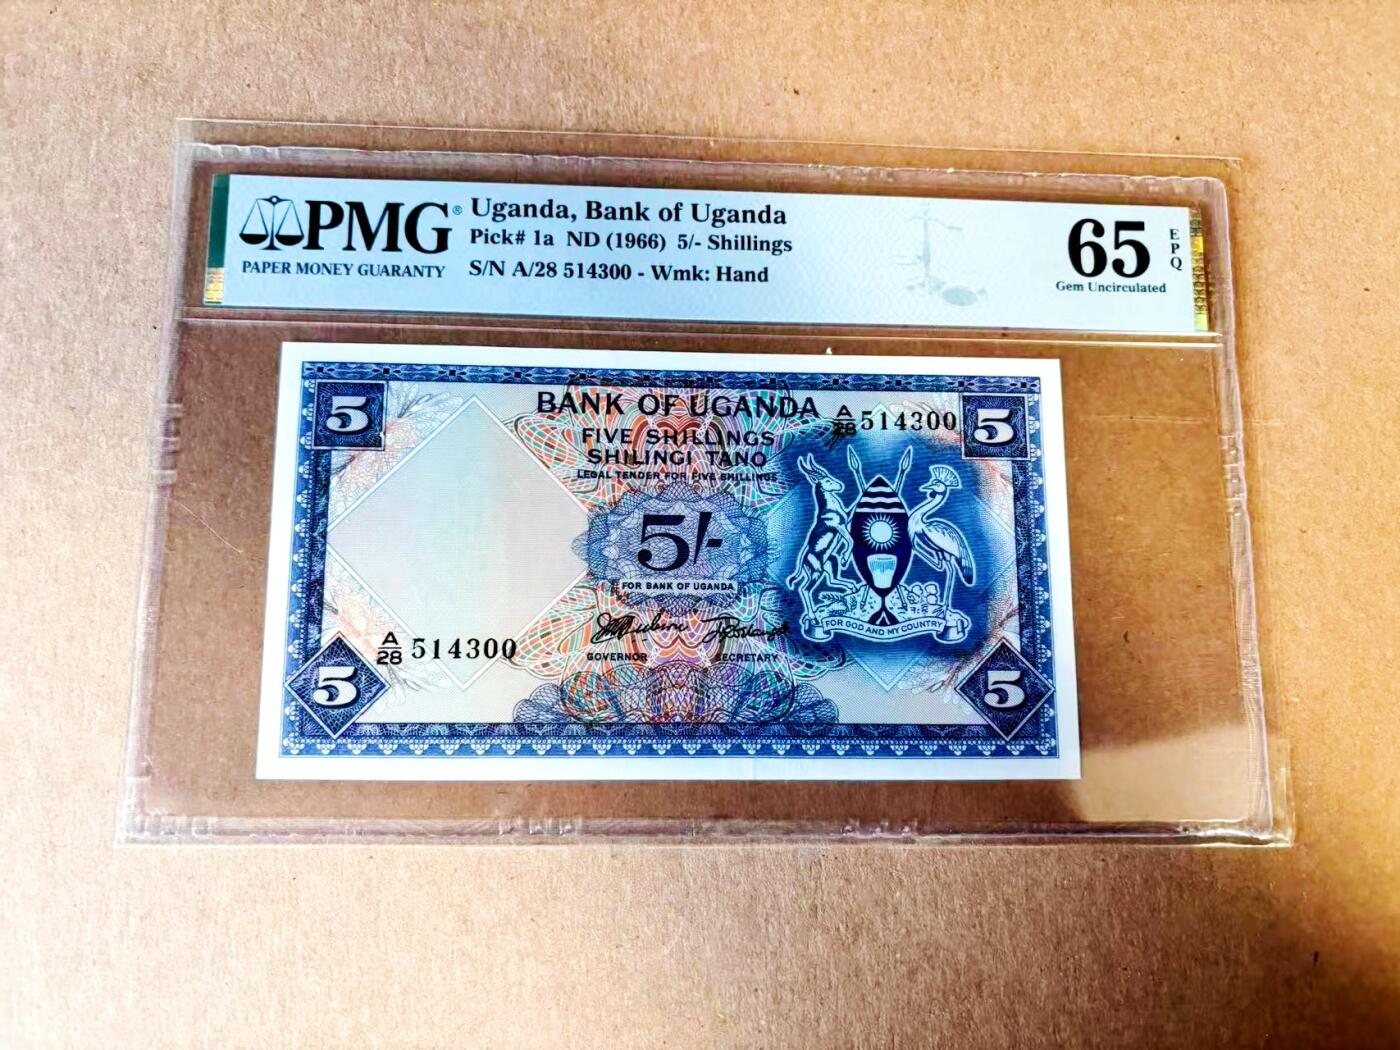 PMG®
PAPER MONEY GUARANTY
Uganda, Bank of Uganda
Pick# 1a ND (1966) 5/- Shillings
S/N A/28 514300 - Wmk: Hand
65
EPQ
Gem Uncirculated
5
BANK OF UGANDA
A/28 514300
5
FIVE SHILLINGS
SHILINGI TANO
LEGAL TENDER FOR FIVE SHILLINGS
5/-
FOR BANK OF UGANDA
FOR GOD AND MY COUNTRY
A/28 514300
GOVERNOR
SECRETARY
5
5